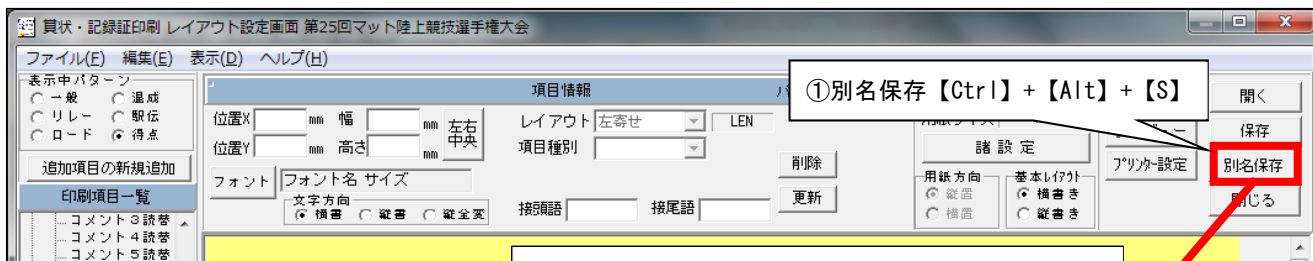 賞状・記録証印刷 レイアウト設定画面 第25回マット陸上競技選手権大会
ファイル(F) 編集(E) 表示(D) ヘルプ(H)
表示中パターン
一般 混成
リレー 駅伝
ロード 得点
追加項目の新規追加
印刷項目一覧
コメント3読替
コメント4読替
コメント5読替
項目情報
位置X mm 幅 mm
位置Y mm 高さ mm
左右
中央
レイアウト 左寄せ LEN
項目種別
フォント フォント名 サイズ
文字方向
横書 縦書 縦全変
接頭語 接尾語
削除
更新
①別名保存【Ctrl】+【Alt】+【S】
諸設定
用紙方向
縦置
横置
基本レイアウト
横書き
縦書き
プリンター設定
開く
保存
別名保存
閉じる